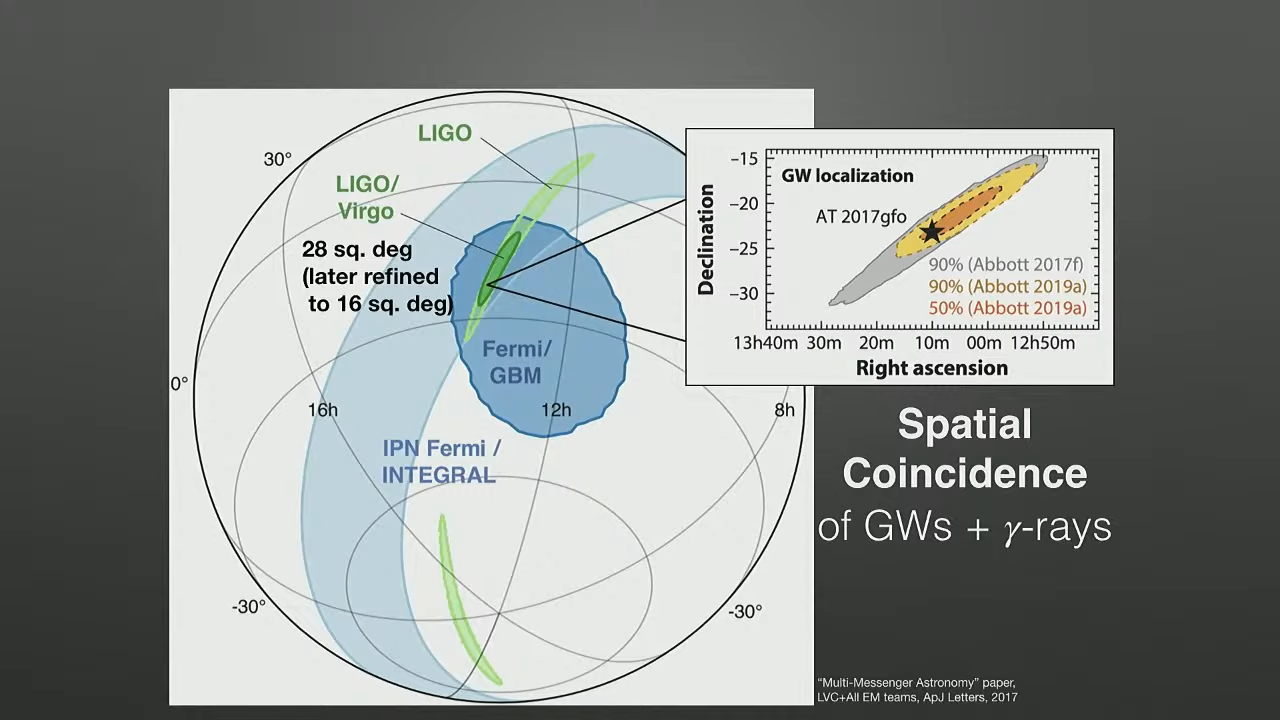 LIGO
30°
LIGO/
Virgo
28 sq. deg
(later refined
to 16 sq. deg)
Fermi/
GBM
0°
16h
12h
8h
IPN Fermi /
INTEGRAL
-30°
-30°
GW localization
AT 2017gfo
90% (Abbott 2017f)
90% (Abbott 2019a)
50% (Abbott 2019a)
Declination
−15
−20
−25
−30
13h40m 30m 20m 10m 00m 12h50m
Right ascension
Spatial
Coincidence
of GWs + γ-rays
“Multi-Messenger Astronomy” paper,
LVC+All EM teams, ApJ Letters, 2017